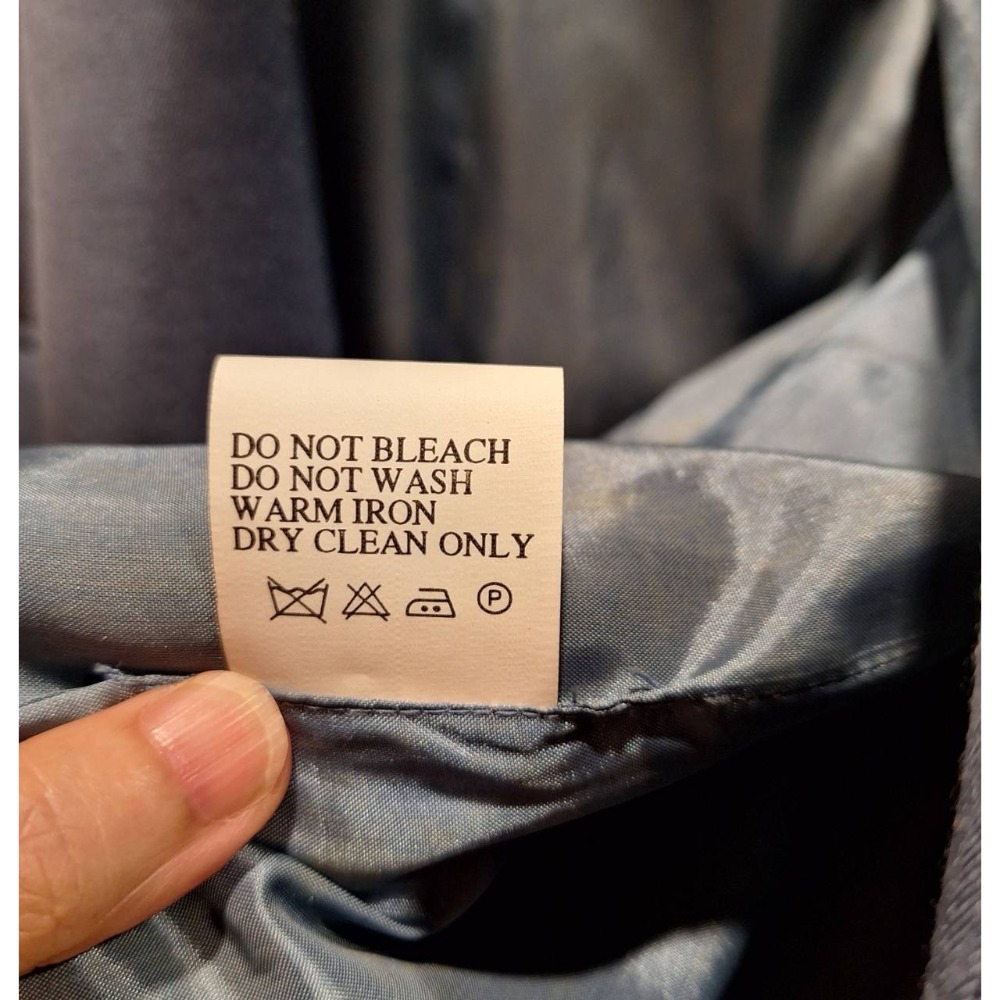 DO NOT BLEACH
DO NOT WASH
WARM IRON
DRY CLEAN ONLY
P